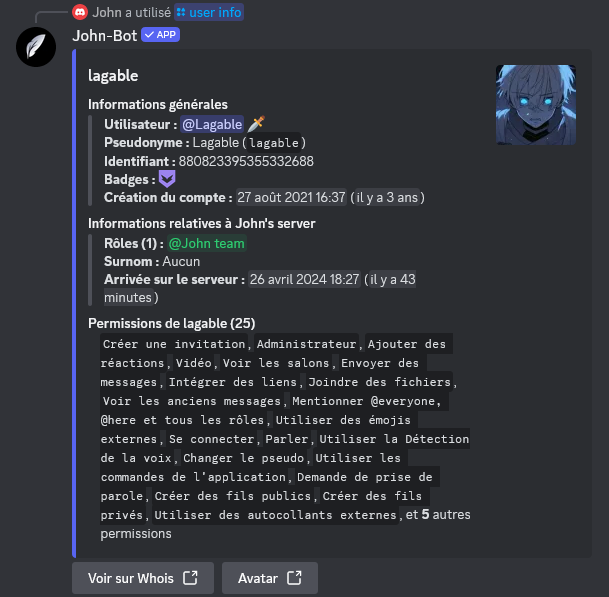 John a utilisé user info
John-Bot APP
lagable
Informations générales
Utilisateur : @Lagable
Pseudonyme : Lagable (lagable)
Identifiant : 880823395355332688
Badges :
Création du compte : 27 août 2021 16:37 (il y a 3 ans)
Informations relatives à John's server
Rôles (1) : @John team
Surnom : Aucun
Arrivée sur le serveur : 26 avril 2024 18:27 (il y a 43
minutes)
Permissions de lagable (25)
Créer une invitation, Administrateur, Ajouter des
réactions, Vidéo, Voir les salons, Envoyer des
messages, Intégrer des liens, Joindre des fichiers,
Voir les anciens messages, Mentionner @everyone,
@here et tous les rôles, Utiliser des émojis
externes, Se connecter, Parler, Utiliser la Détection
de la voix, Changer le pseudo, Utiliser les
commandes de l'application, Demande de prise de
parole, Créer des fils publics, Créer des fils
privés, Utiliser des autocollants externes, et 5 autres
permissions
Voir sur Whois Avatar